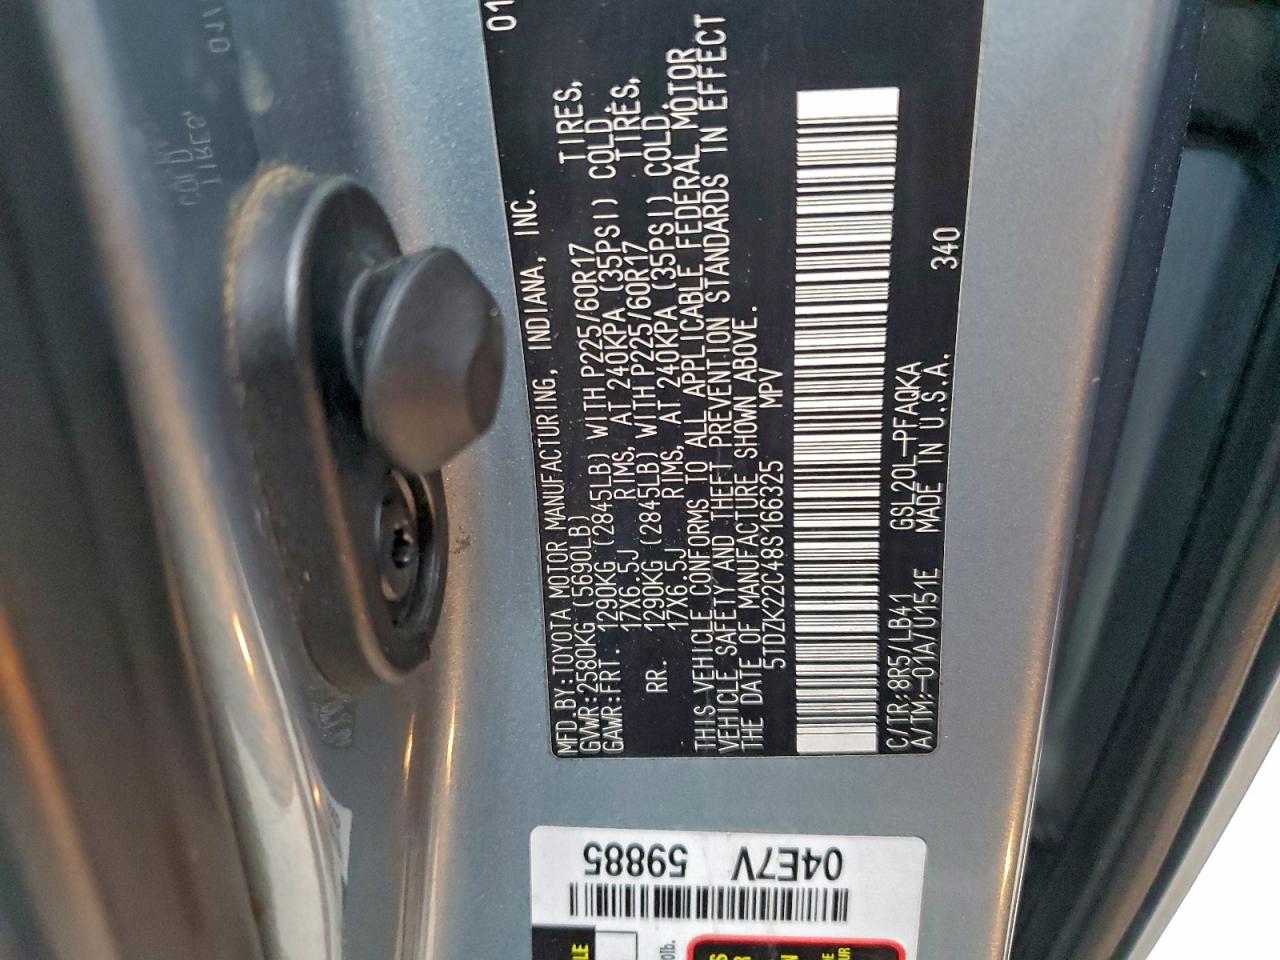 01
MFD.BY:TOYOTA MOTOR MANUFACTURING, INDIANA, INC.
GVWR:2580KG (5690LB)
GAWR:FRT. 1290KG (2845LB) WITH P225/60R17 TIRES,
17X6.5J RIMS, AT 240KPA (35PSI) COLD
RR. 1290KG (2845LB) WITH P225/60R17 TIRES,
17X6.5J RIMS, AT 240KPA (35PSI) COLD.
THIS VEHICLE CONFORMS TO ALL APPLICABLE FEDERAL MOTOR
VEHICLE SAFETY AND THEFT PREVENTION STANDARDS IN EFFECT
THE DATE OF MANUFACTURE SHOWN ABOVE.
5TDZK22C48S166325 MPV
C/TR:8R5/LB41 GSL20L-PFAQKA 340
A/TM:-01A/U151E MADE IN U.S.A.
04E7V 59885
COLD
TIRES